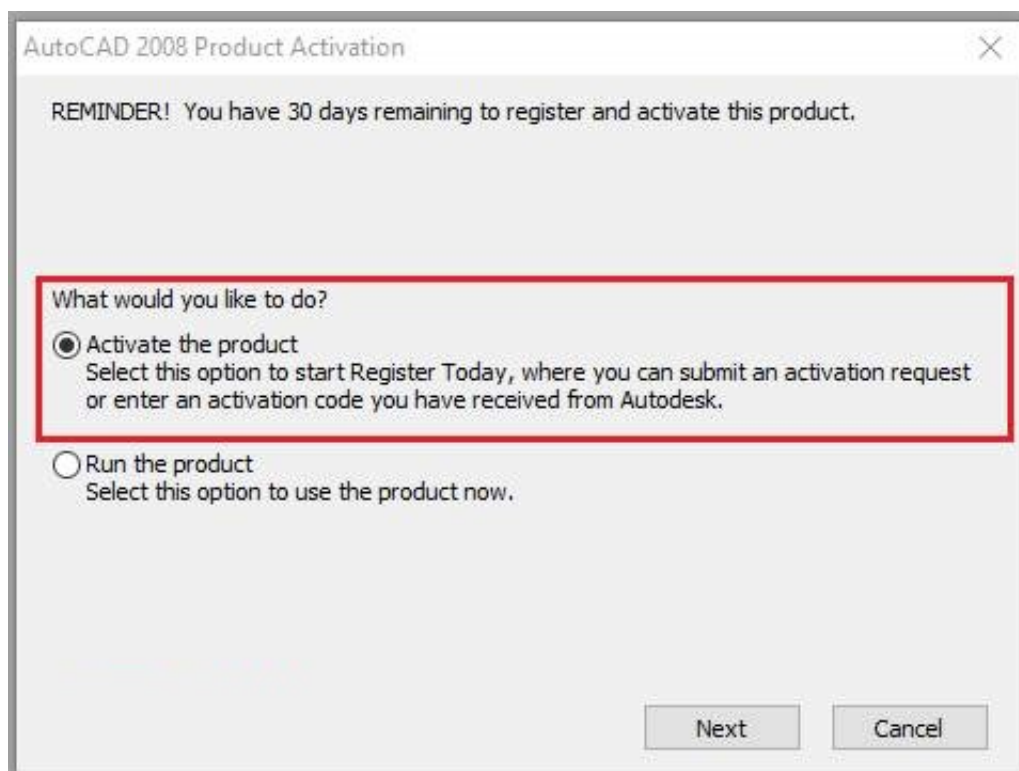 AutoCAD 2008 Product Activation
REMINDER! You have 30 days remaining to register and activate this product.
What would you like to do?
Activate the product
Select this option to start Register Today, where you can submit an activation request
or enter an activation code you have received from Autodesk.
Run the product
Select this option to use the product now.
Next
Cancel